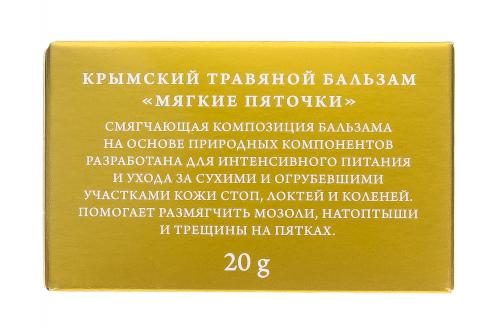 КРЫМСКИЙ ТРАВЯНОЙ БАЛЬЗАМ
«МЯГКИЕ ПЯТОЧКИ»
СМЯГЧАЮЩАЯ КОМПОЗИЦИЯ БАЛЬЗАМА
НА ОСНОВЕ ПРИРОДНЫХ КОМПОНЕНТОВ
РАЗРАБОТАНА ДЛЯ ИНТЕНСИВНОГО ПИТАНИЯ
И УХОДА ЗА СУХИМИ И ОГРУБЕВШИМИ
УЧАСТКАМИ КОЖИ СТОП, ЛОКТЕЙ И КОЛЕНЕЙ.
ПОМОГАЕТ РАЗМЯГЧИТЬ МОЗОЛИ, НАТОПТЫШИ
И ТРЕЩИНЫ НА ПЯТКАХ.
20 g